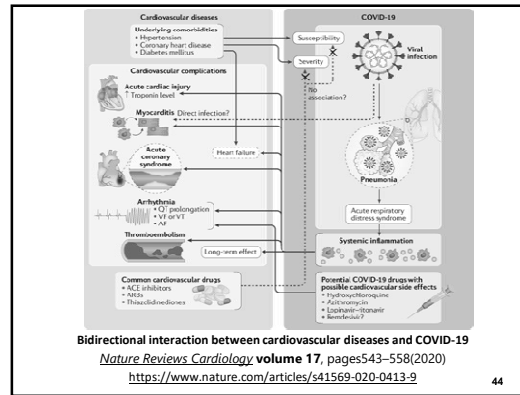 Cardiovascular diseases
Underlying comorbidities
• Hypertension
• Coronary heart disease
• Diabetes mellitus
Cardiovascular complications
Acute cardiac injury
↑ Troponin level
Myocarditis Direct infection?
Acute
coronary
syndrome
Heart failure
Arrhythmia
• QT prolongation
• VF or VT
• AF
Thromboembolism
Long-term effect
Common cardiovascular drugs
• ACE inhibitors
• ARBs
• Thiazolidinediones
COVID-19
Susceptibility
Severity
No
association?
Viral
infection
Pneumonia
Acute respiratory
distress syndrome
Systemic inflammation
Potential COVID-19 drugs with
possible cardiovascular side effects
• Hydroxychloroquine
• Azithromycin
• Lopinavir–ritonavir
• Remdesivir?
Bidirectional interaction between cardiovascular diseases and COVID-19
Nature Reviews Cardiology volume 17, pages543–558(2020)
https://www.nature.com/articles/s41569-020-0413-9
44